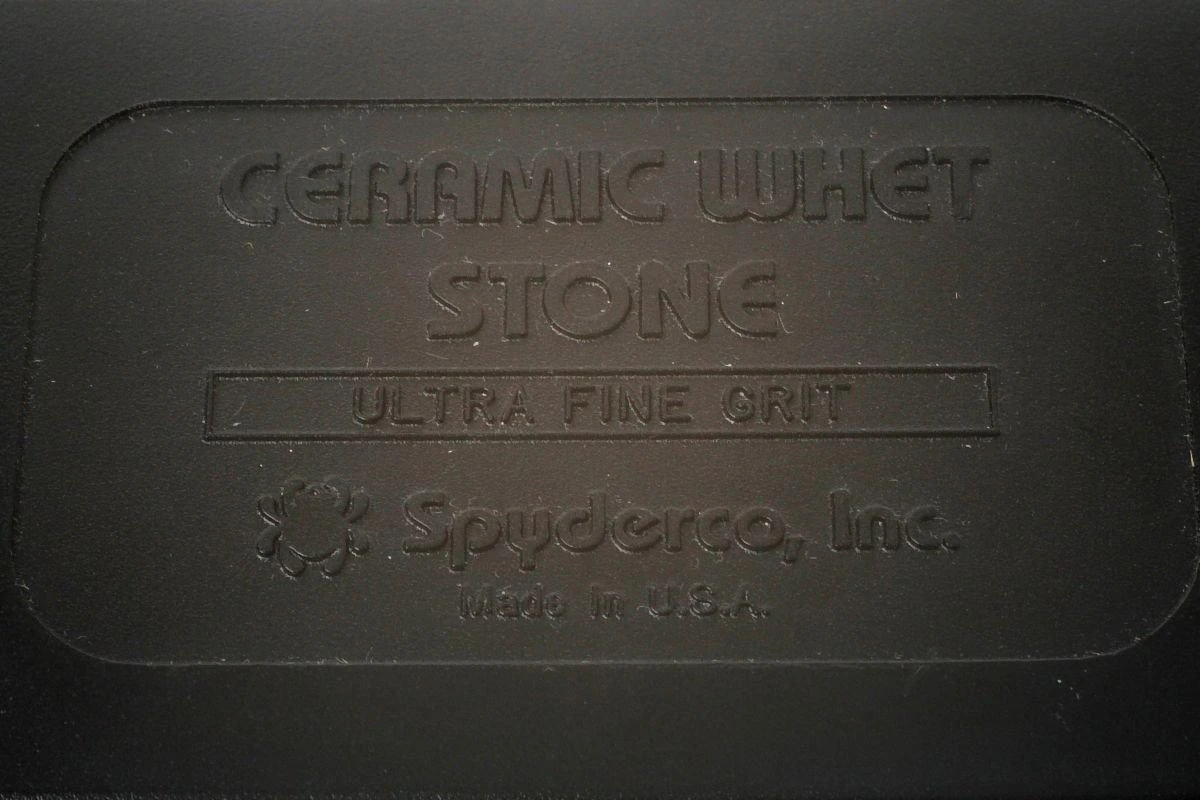 CERAMIC WHET
STONE
ULTRA FINE GRIT
Spyderco, Inc.
Made in U.S.A.